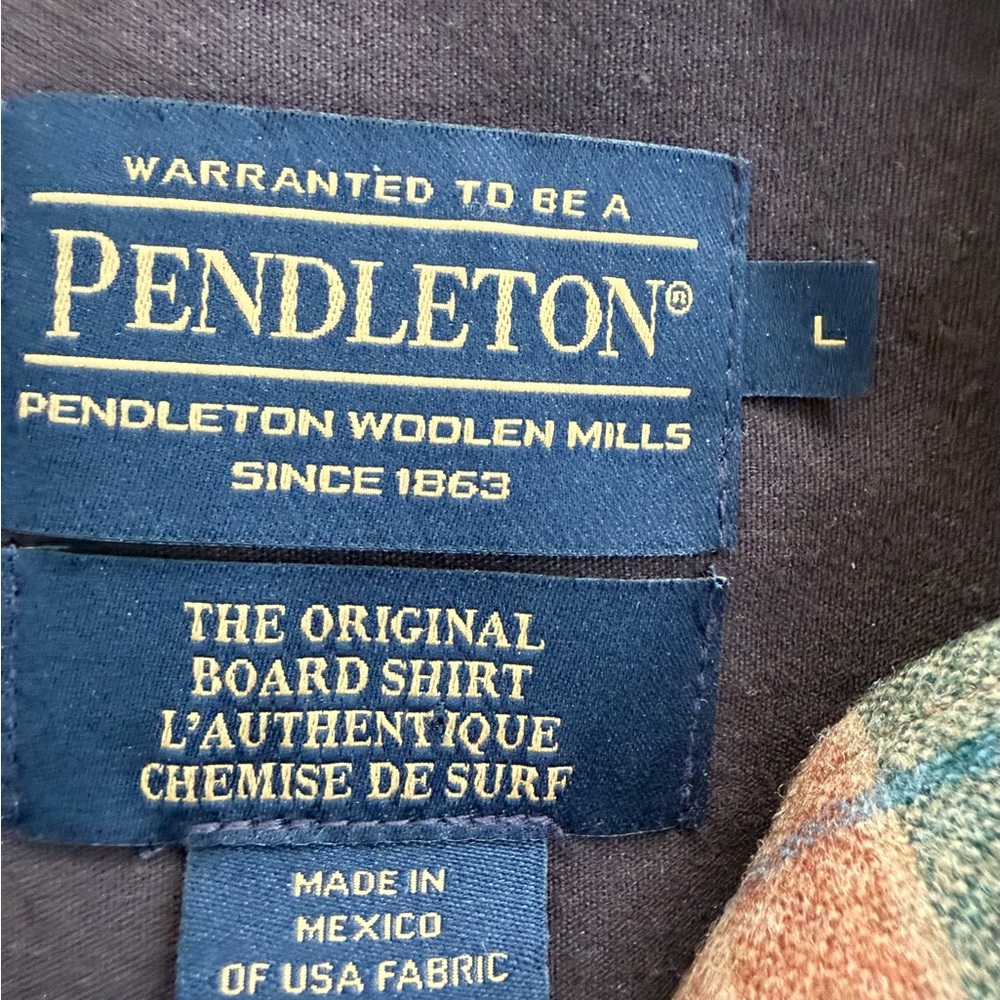 WARRANTED TO BE A
PENDLETON®
PENDLETON WOOLEN MILLS
SINCE 1863
L
THE ORIGINAL
BOARD SHIRT
L'AUTHENTIQUE
CHEMISE DE SURF
MADE IN
MEXICO
OF USA FABRIC